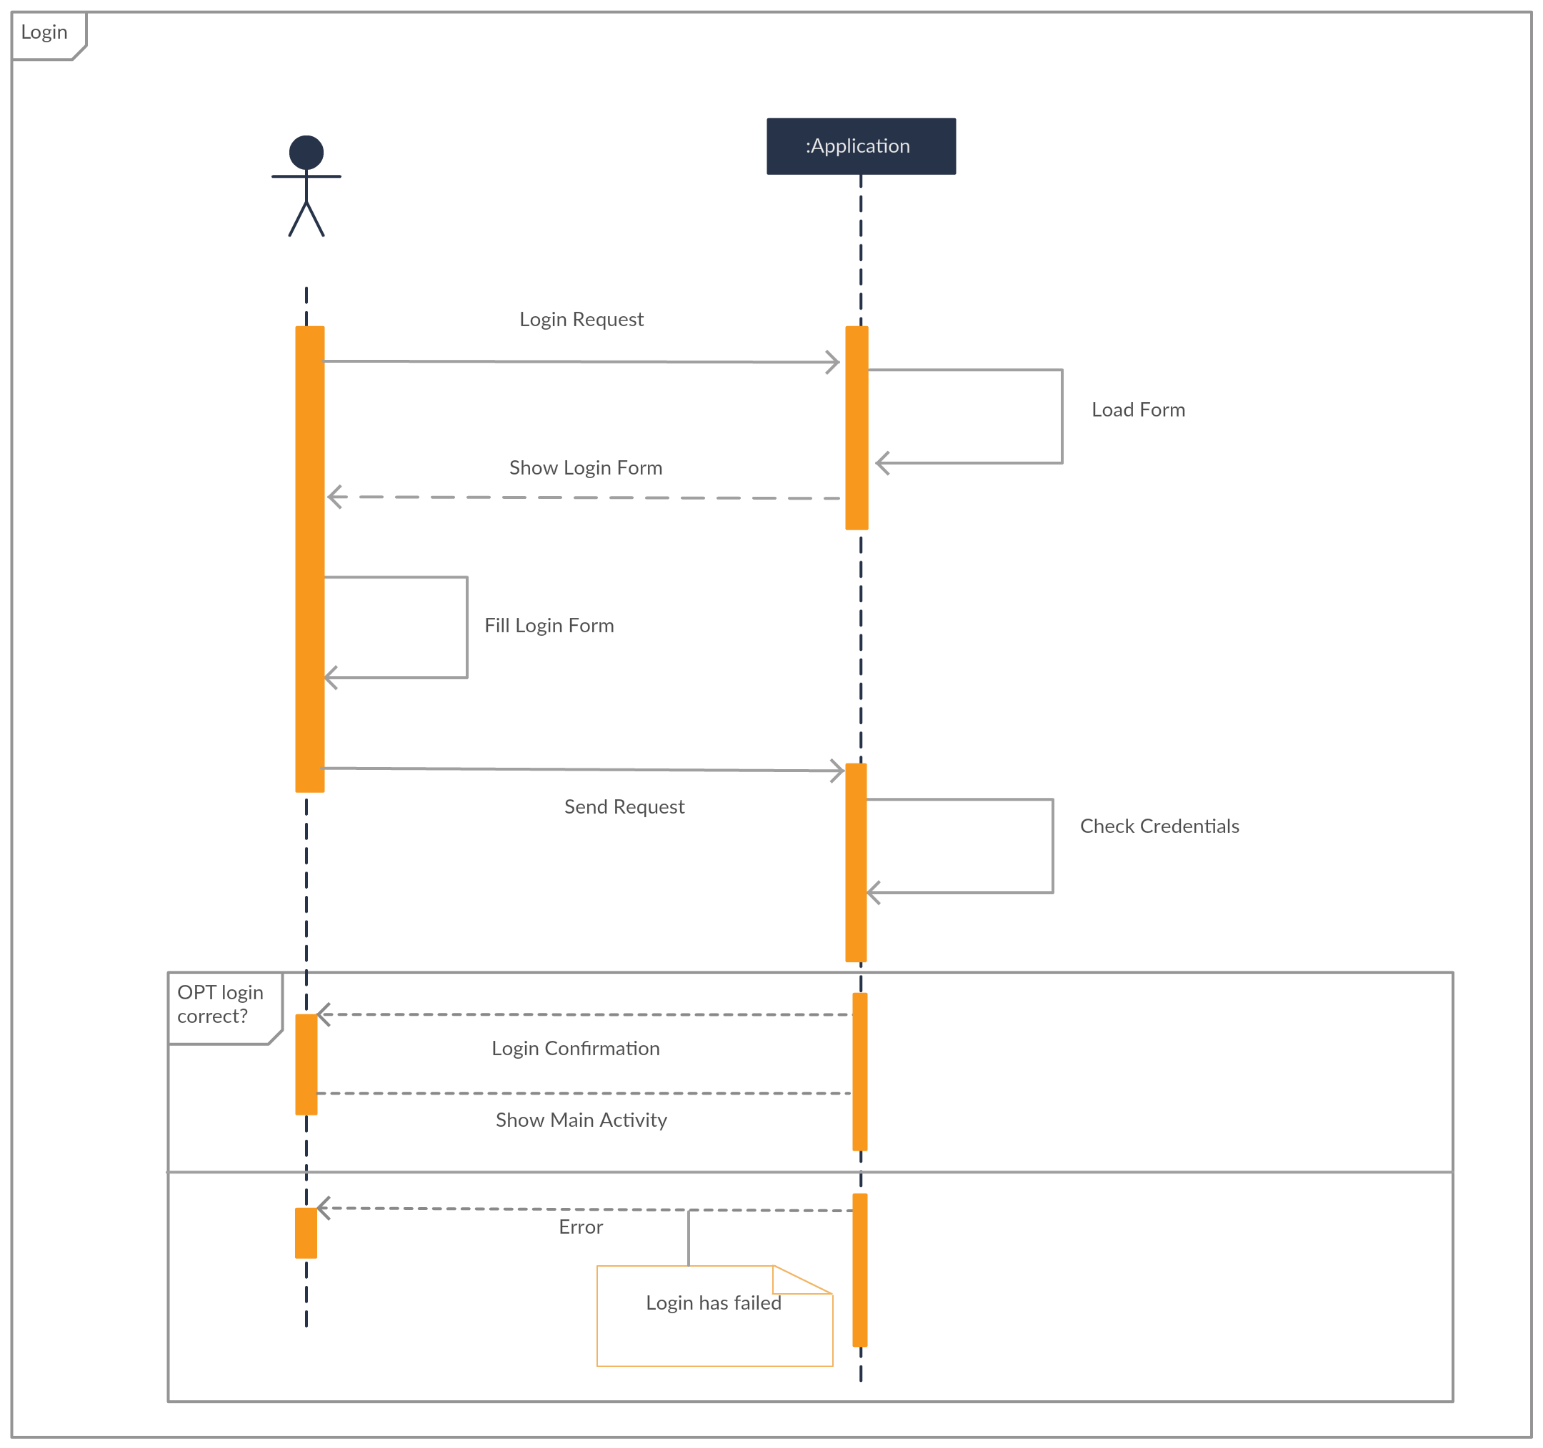 Login
:Application
Login Request
Load Form
Show Login Form
Fill Login Form
Send Request
Check Credentials
OPT login
correct?
Login Confirmation
Show Main Activity
Error
Login has failed